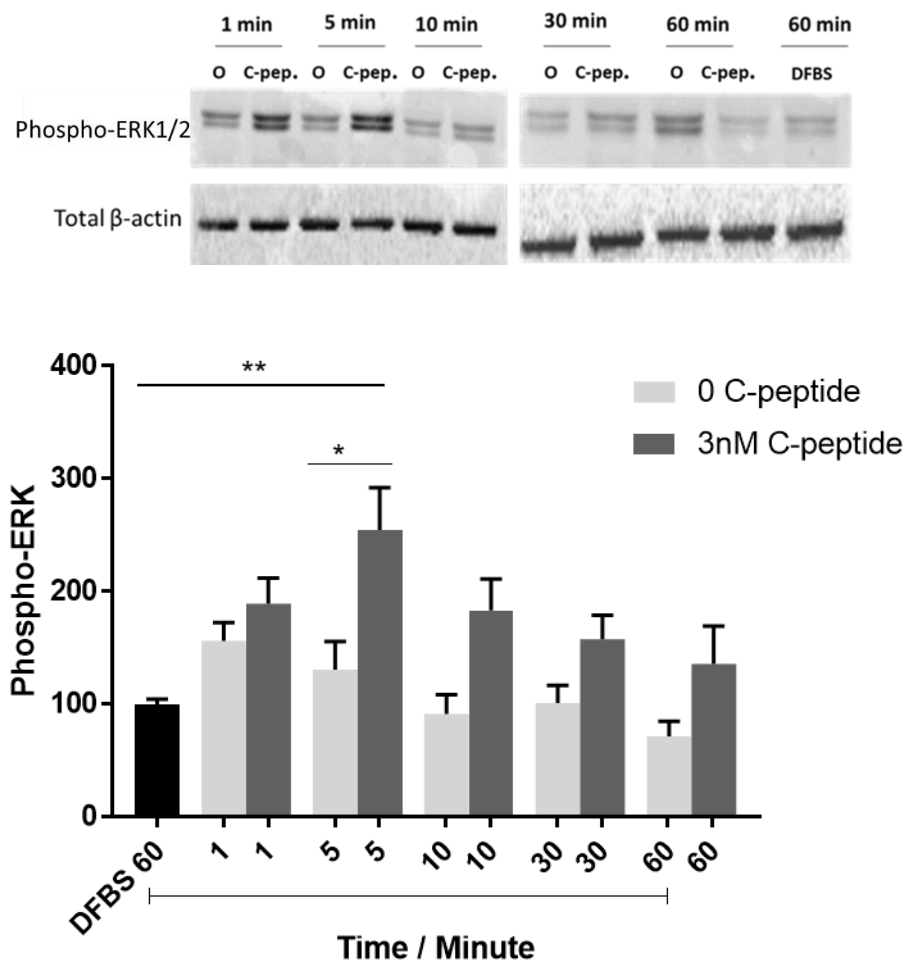 1 min 5 min 10 min 30 min 60 min 60 min
O C-pep. O C-pep. O C-pep. O C-pep. O C-pep. DFBS
Phospho-ERK1/2
Total β-actin
400
300
200
100
0
Phospho-ERK
**
*
0 C-peptide
3nM C-peptide
DFBS 60 1 1 5 5 10 10 30 30 60 60
Time / Minute